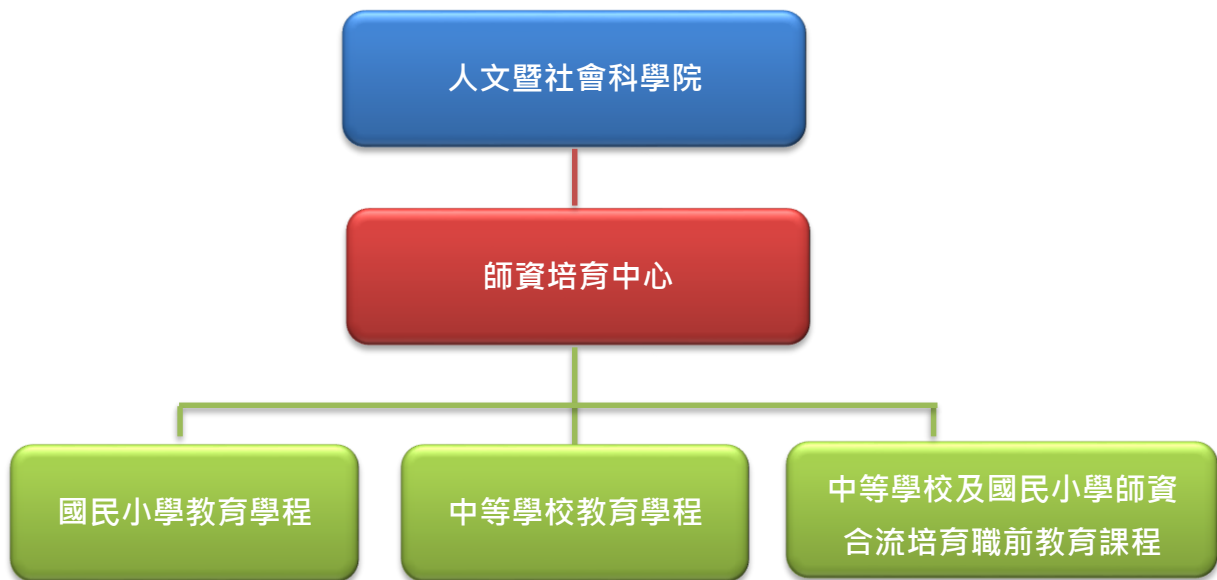 人文暨社會科學院
師資培育中心
國民小學教育學程
中等學校教育學程
中等學校及國民小學師資
合流培育職前教育課程